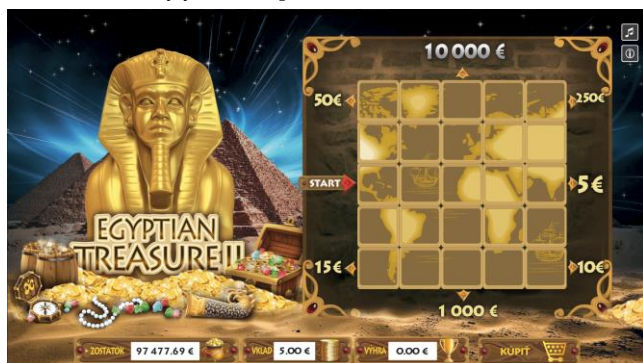 10 000 €
50€
250€
START
5€
EGYPTIAN
TREASURE II
15€
10€
1 000 €
ZOSTATOK 97 477.69 € VKLAD 5.00 € VÝHRA 0.00 € KÚPIŤ